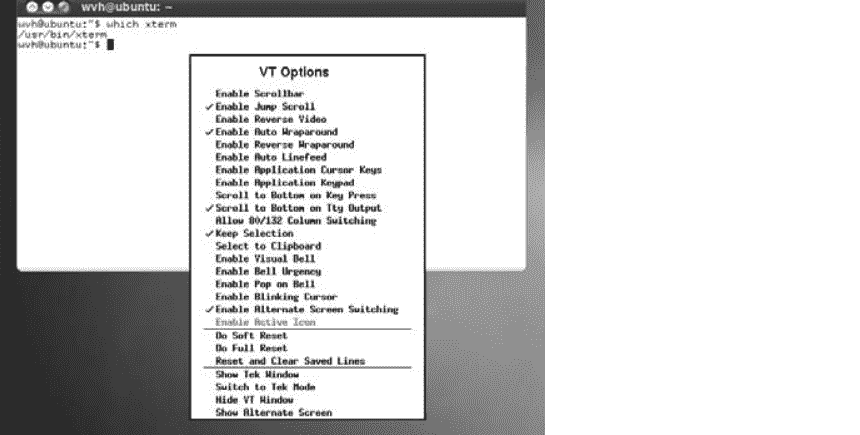 wvh@ubuntu: ~
wvh@ubuntu:~$ which xterm
/usr/bin/xterm
wvh@ubuntu:~$
VT Options
Enable Scrollbar
✓Enable Jump Scroll
Enable Reverse Video
✓Enable Auto Wraparound
Enable Reverse Wraparound
Enable Auto Linefeed
Enable Application Cursor Keys
Enable Application Keypad
Scroll to Bottom on Key Press
✓Scroll to Bottom on Tty Output
Allow 80/132 Column Switching
✓Keep Selection
Select to Clipboard
Enable Visual Bell
Enable Bell Urgency
Enable Pop on Bell
Enable Blinking Cursor
✓Enable Alternate Screen Switching
Enable Active Icon
Do Soft Reset
Do Full Reset
Reset and Clear Saved Lines
Show Tek Window
Switch to Tek Mode
Hide VT Window
Show Alternate Screen